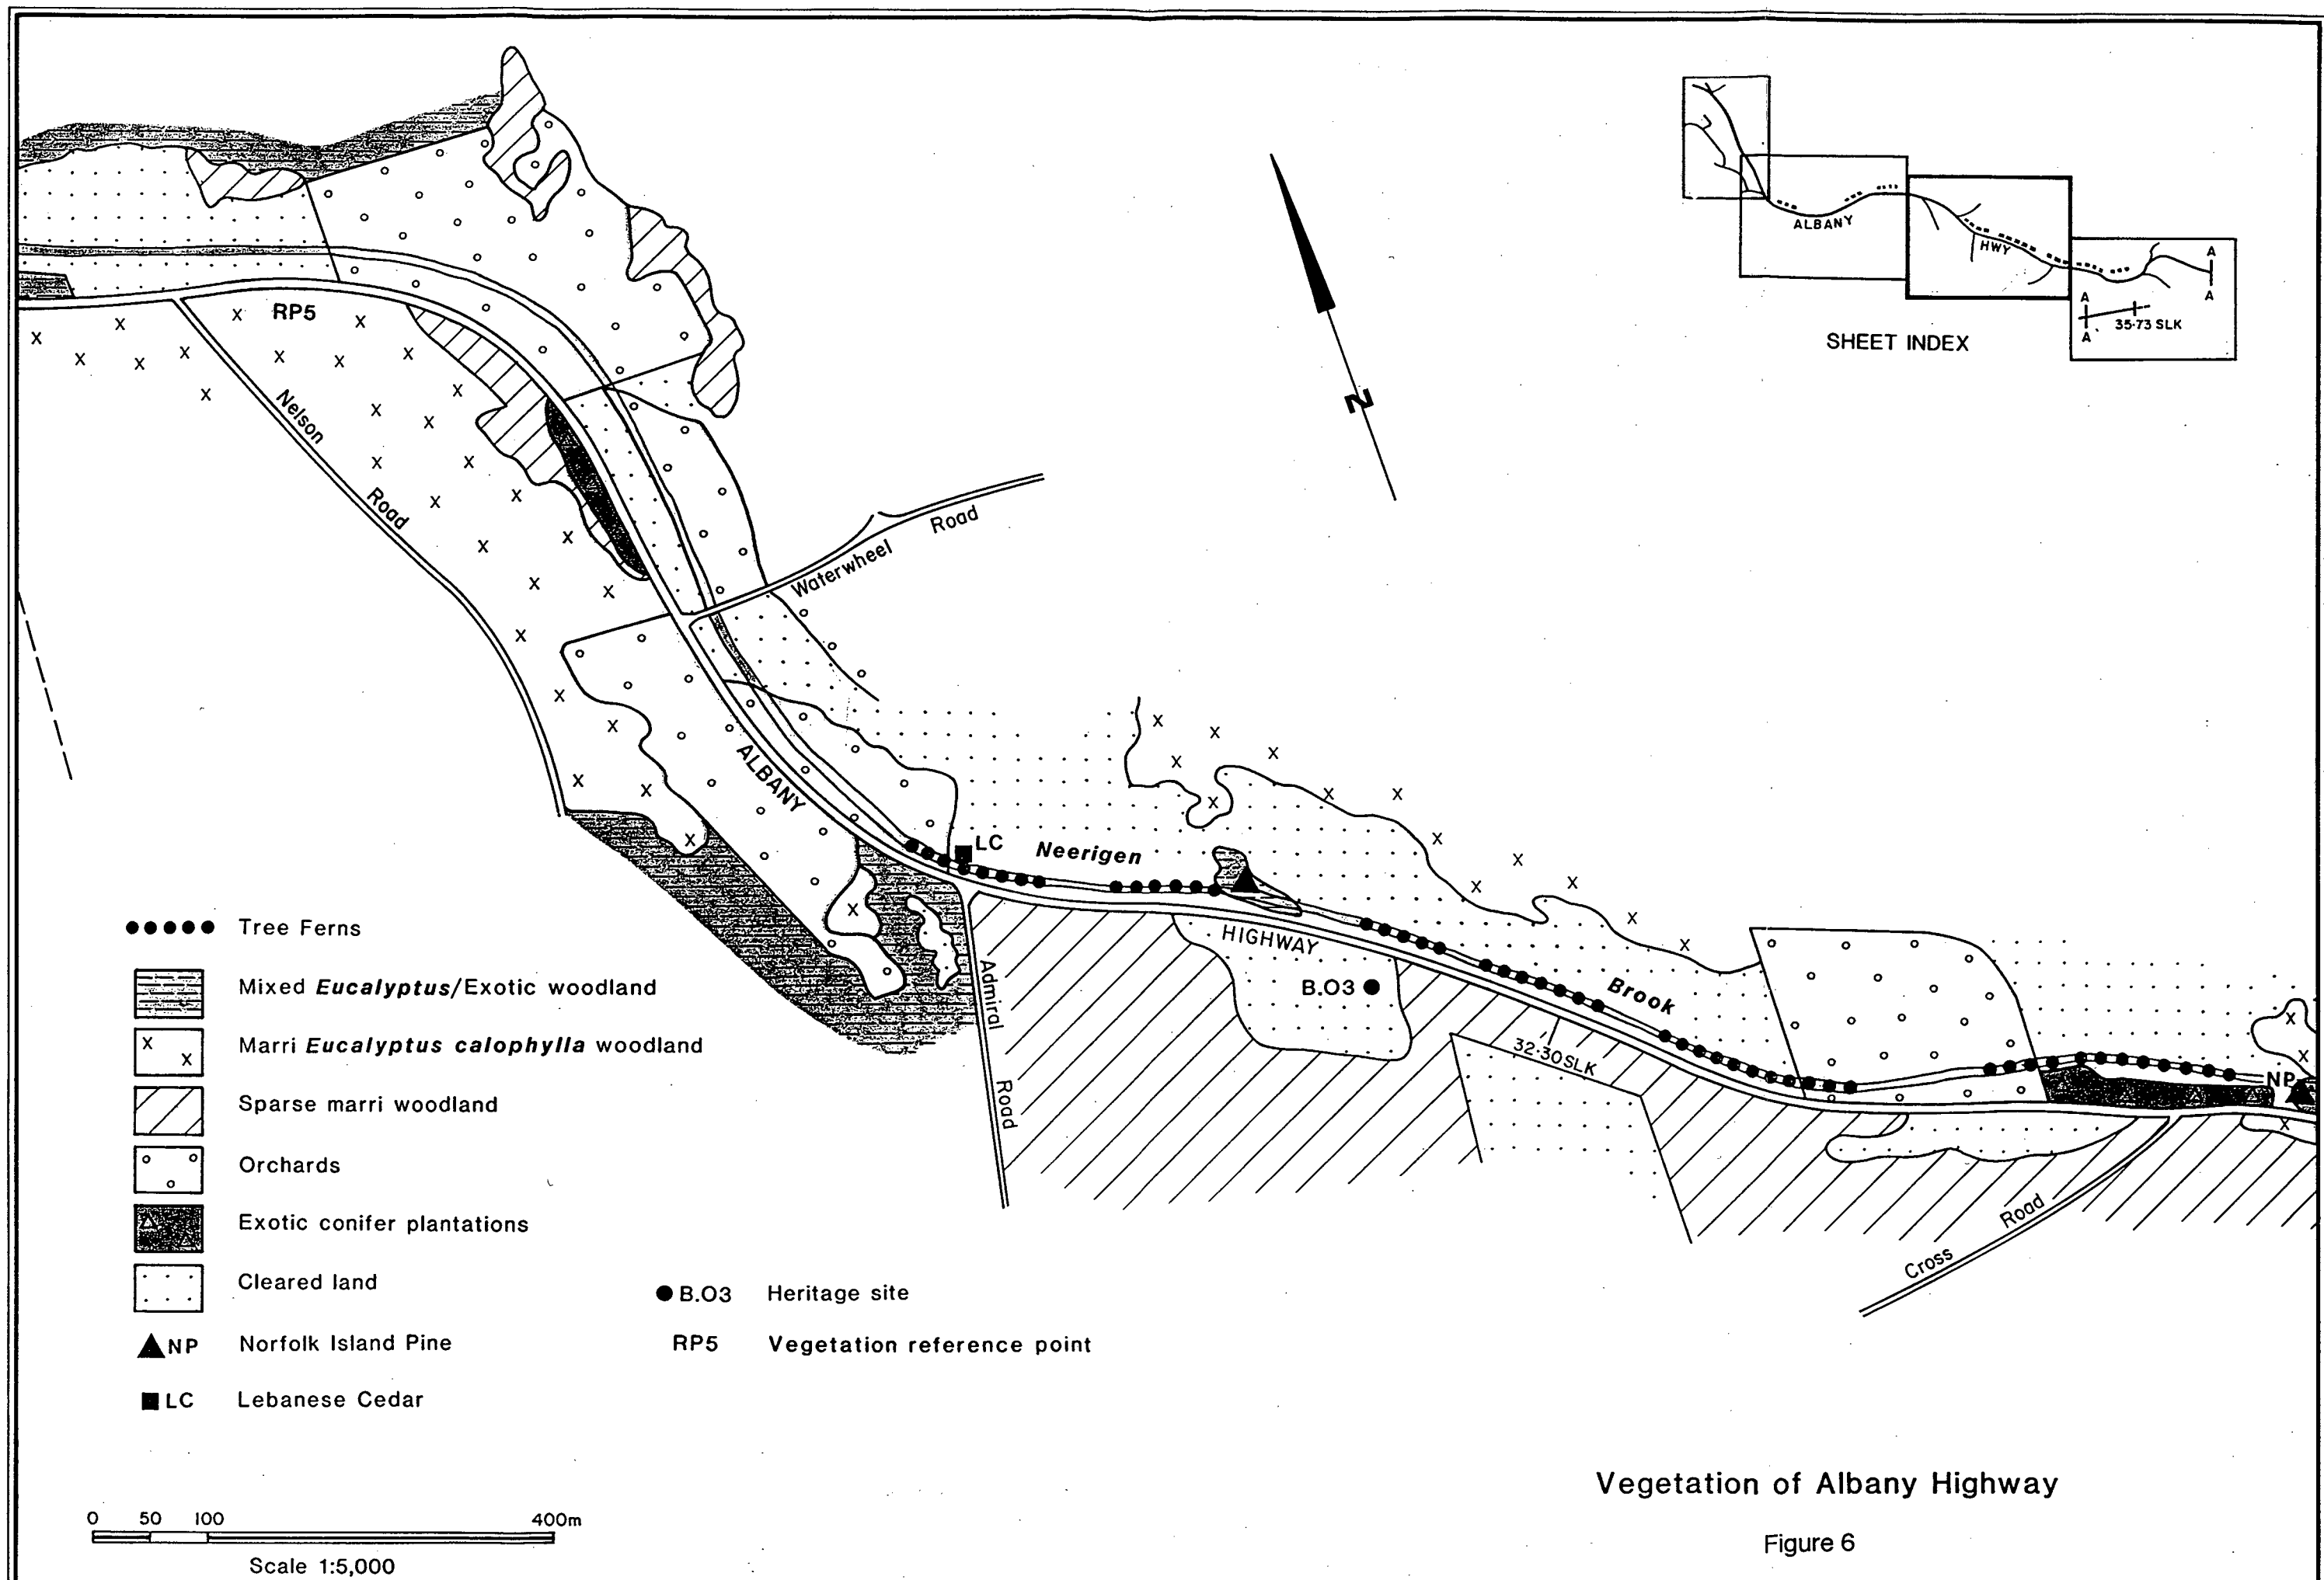 ALBANY
HWY
A
A
A
A
35·73 SLK
SHEET INDEX
N
RP5
Nelson
Road
Waterwheel Road
ALBANY
LC
Neerigen
HIGHWAY
B.O3
Brook
32·30 SLK
Admiral
Road
NP
Cross Road
Tree Ferns
Mixed Eucalyptus/Exotic woodland
Marri Eucalyptus calophylla woodland
Sparse marri woodland
Orchards
Exotic conifer plantations
Cleared land
NP Norfolk Island Pine
LC Lebanese Cedar
B.O3 Heritage site
RP5 Vegetation reference point
0 50 100 400m
Scale 1:5,000
Vegetation of Albany Highway
Figure 6